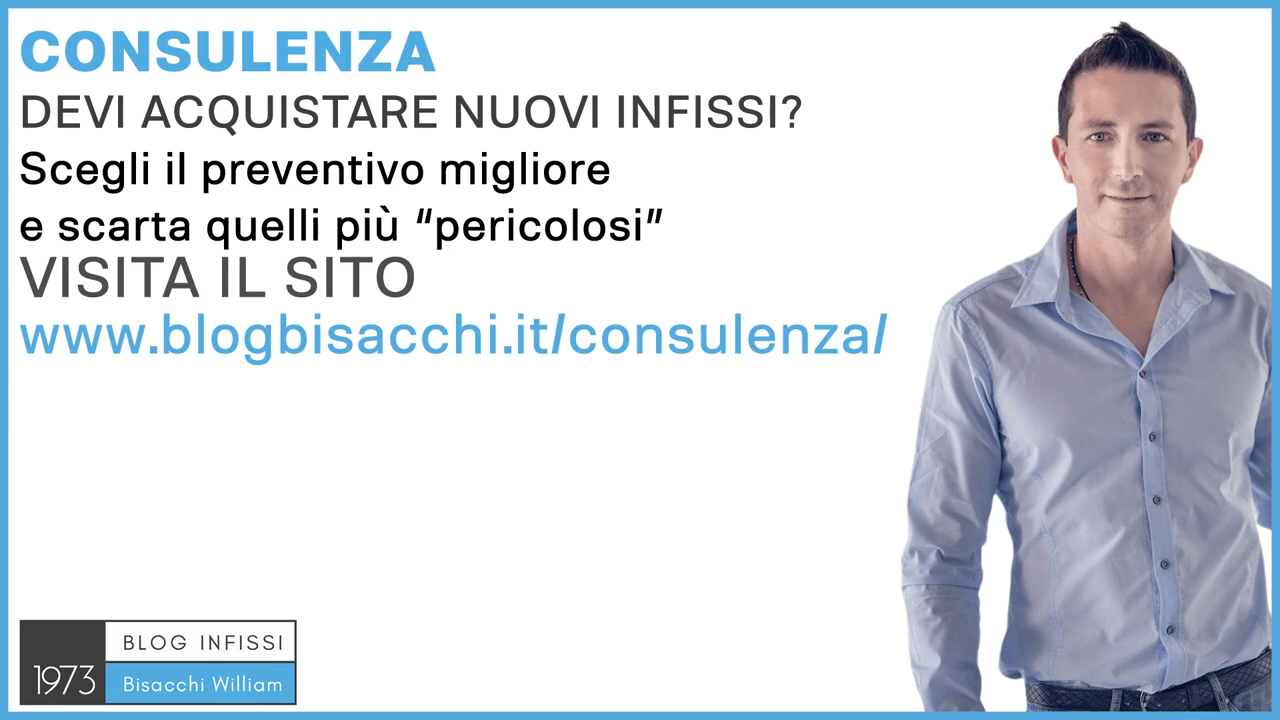 CONSULENZA
DEVI ACQUISTARE NUOVI INFISSI?
Scegli il preventivo migliore
e scarta quelli più “pericolosi”
VISITA IL SITO
www.blogbisacchi.it/consulenza/
BLOG INFISSI
1973 Bisacchi William